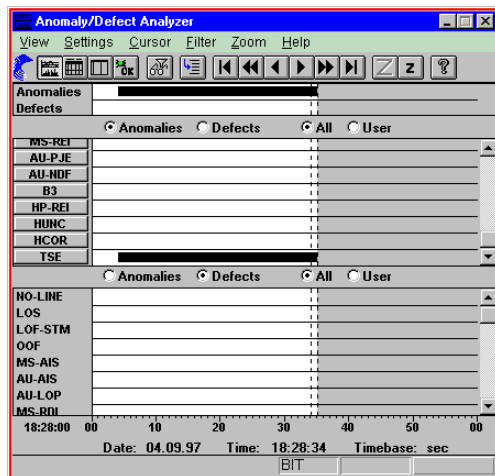 Anomaly/Defect Analyzer
View Settings Cursor Filter Zoom Help
OK Z z ?
Anomalies
Defects
Anomalies Defects All User
MS-REI
AU-PJE
AU-NDF
B3
HP-REI
HUNC
HCOR
TSE
Anomalies Defects All User
NO-LINE
LOS
LOF-STM
OOF
MS-AIS
AU-AIS
AU-LOP
MS-RDI
18:28:00 00 10 20 30 40 50 00
Date: 04.09.97 Time: 18:28:34 Timebase: sec
BIT